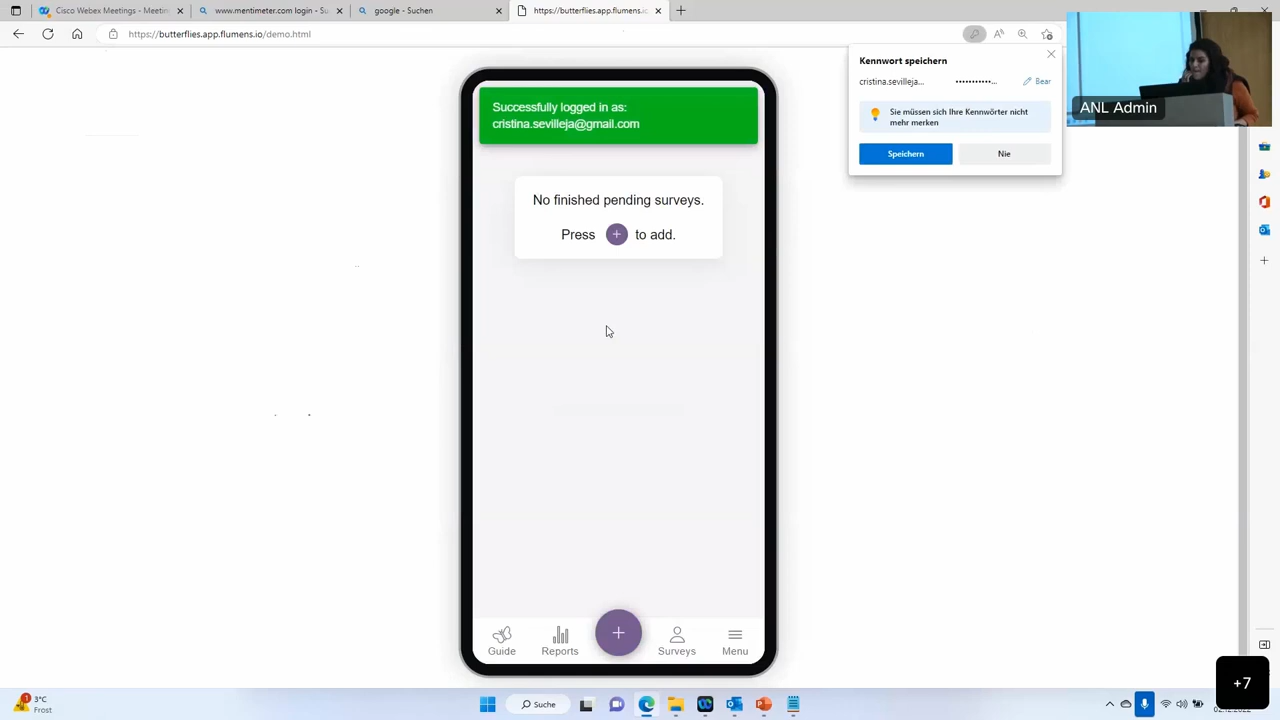 Cisco Webex Meetings - Meetin
www.mentimeter.com login - Su
google - Suchen
https://butterflies.app.flumens.io/
https://butterflies.app.flumens.io/demo.html
Kennwort speichern
cristina.sevilleja...
••••••••••••...
Bear
Sie müssen sich Ihre Kennwörter nicht
mehr merken
Speichern
Nie
ANL Admin
Successfully logged in as:
cristina.sevilleja@gmail.com
No finished pending surveys.
Press + to add.
Guide
Reports
Surveys
Menu
+7
1
3°C
Frost
Suche